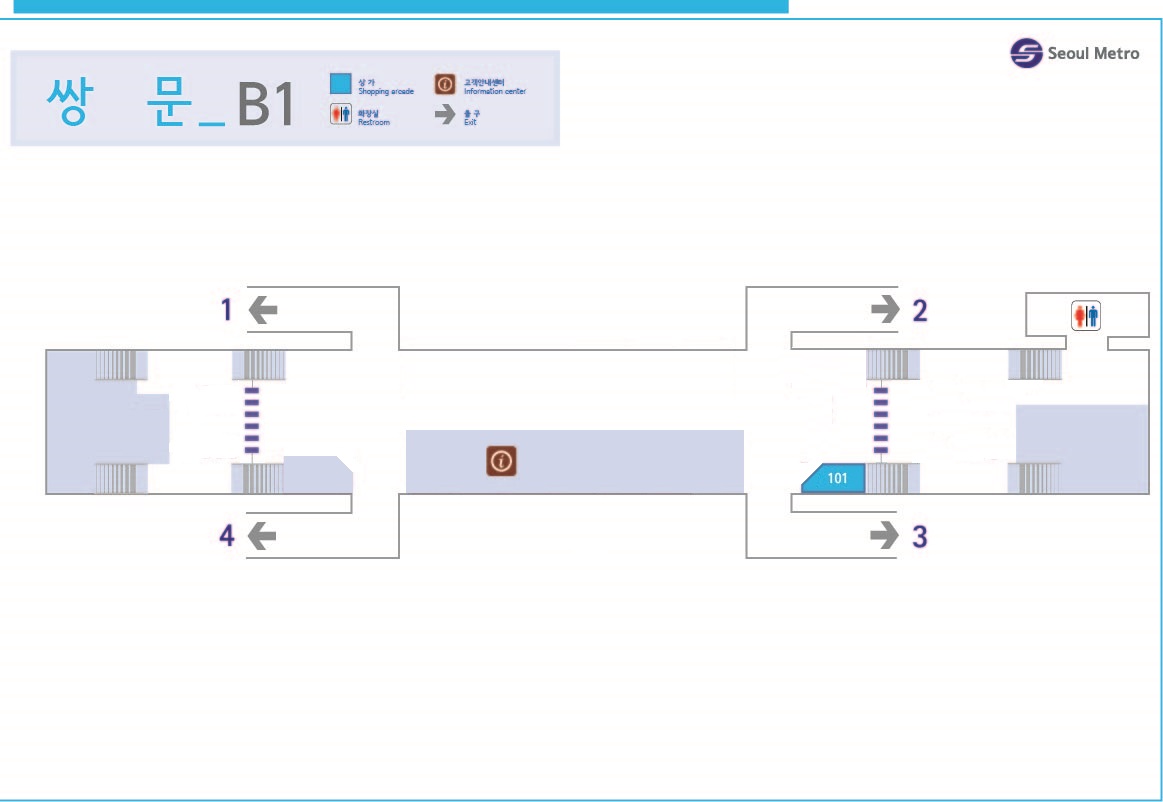 Seoul Metro
쌍 문_B1
상 가
Shopping arcade
고객안내센터
Information center
화장실
Restroom
출 구
Exit
1
2
101
4
3